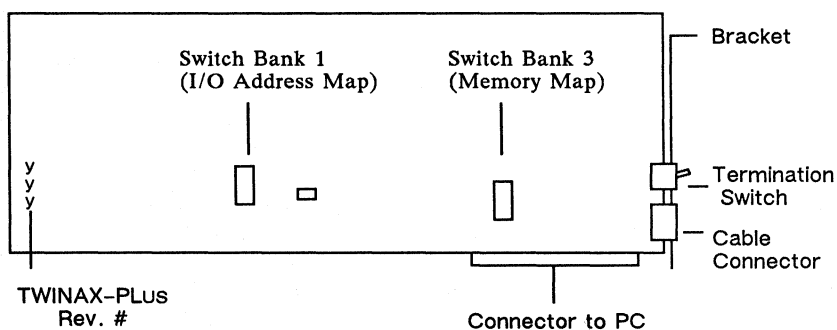 Bracket
Switch Bank 1
(I/O Address Map)
Switch Bank 3
(Memory Map)
y
y
y
Termination
Switch
Cable
Connector
TWINAX-PLUS
Rev. #
Connector to PC